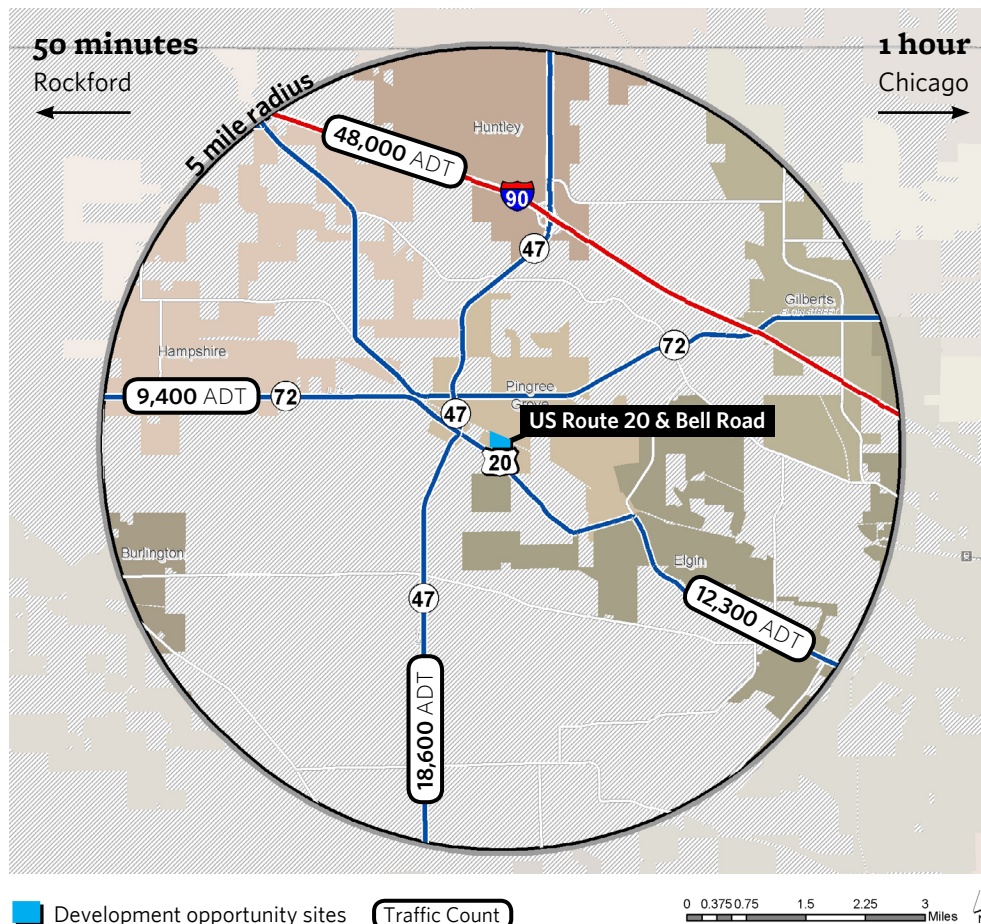 50 minutes
Rockford
1 hour
Chicago
5 mile radius
48,000 ADT
Huntley
90
47
Gilberts
72
Hampshire
9,400 ADT
72
Pingree
Grove
47
US Route 20 & Bell Road
20
Burlington
Elgin
47
12,300 ADT
18,600 ADT
Development opportunity sites
Traffic Count
0 0.375 0.75 1.5 2.25 3
Miles